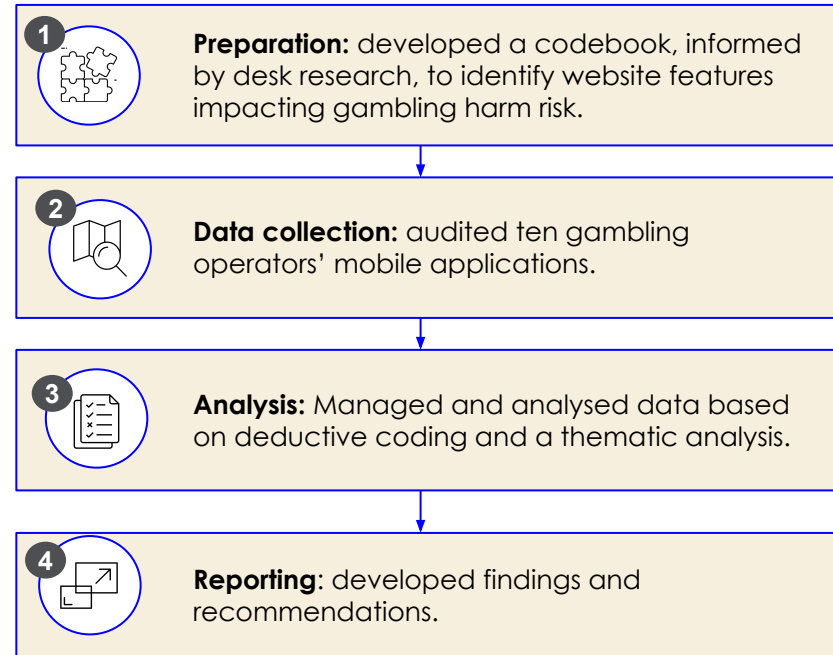 1
Preparation: developed a codebook, informed
by desk research, to identify website features
impacting gambling harm risk.
2
Data collection: audited ten gambling
operators’ mobile applications.
3
Analysis: Managed and analysed data based
on deductive coding and a thematic analysis.
4
Reporting: developed findings and
recommendations.